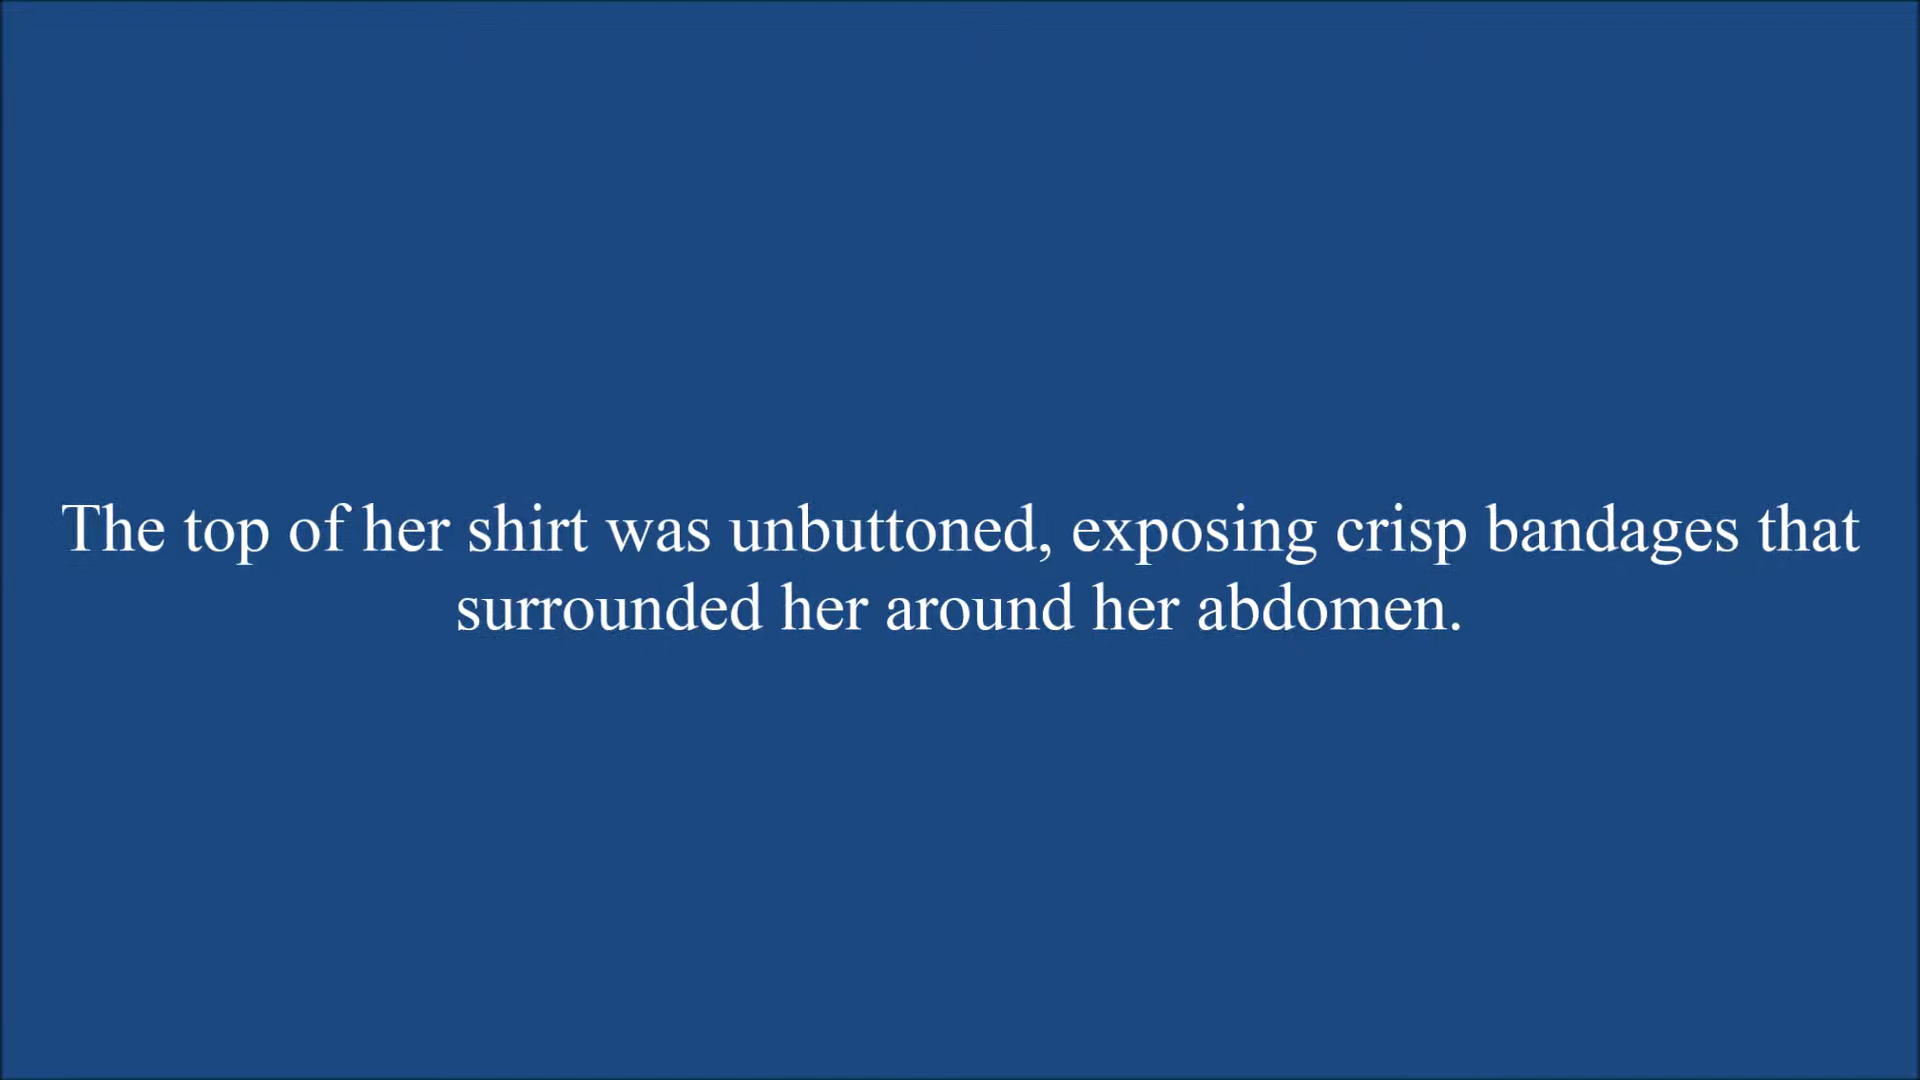 The top of her shirt was unbuttoned, exposing crisp bandages that
surrounded her around her abdomen.